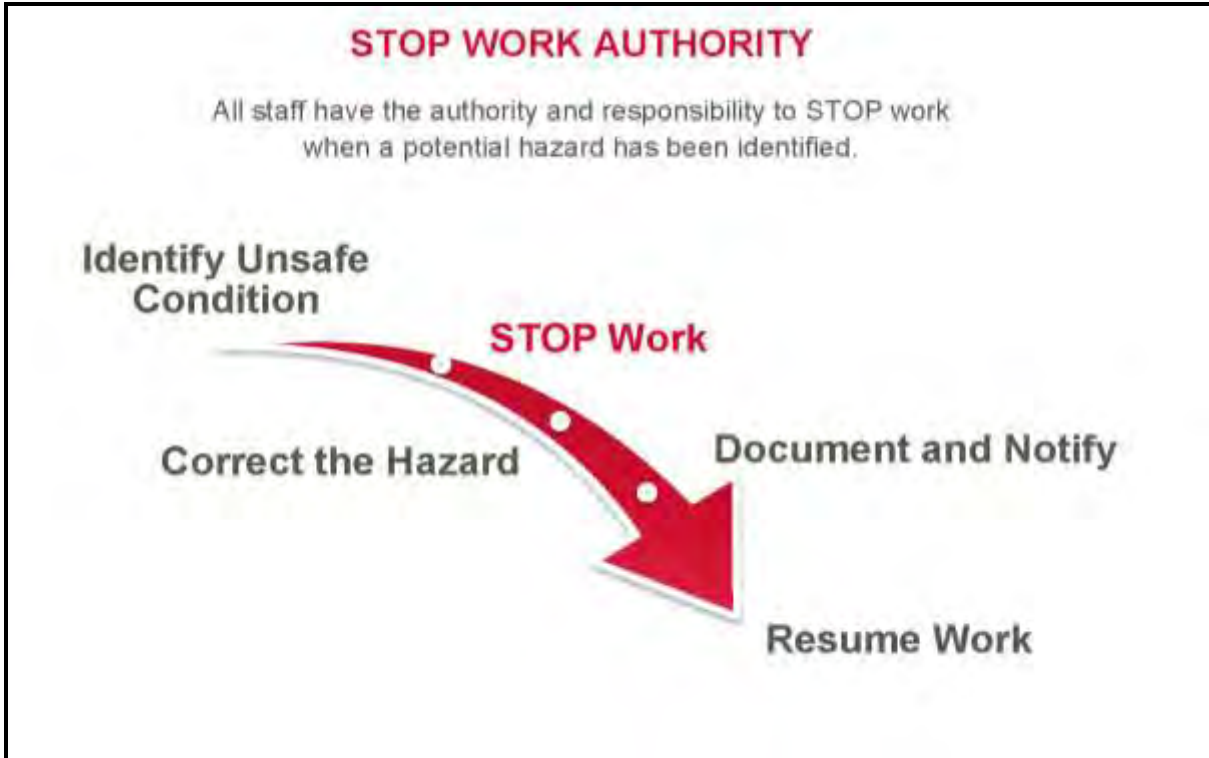 STOP WORK AUTHORITY
All staff have the authority and responsibility to STOP work
when a potential hazard has been identified.
Identify Unsafe
Condition
STOP Work
Correct the Hazard
Document and Notify
Resume Work